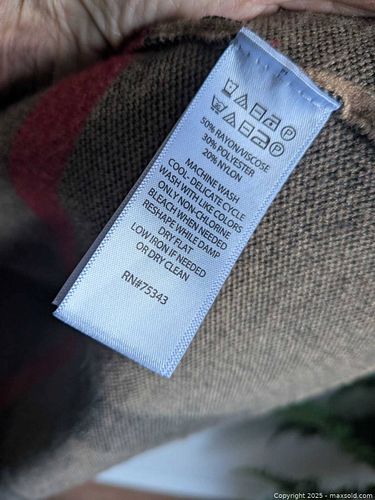 50% RAYON/VISCOSE
30% POLYESTER
20% NYLON
MACHINE WASH
COOL- DELICATE CYCLE
WASH WITH LIKE COLORS
ONLY NON-CHLORINE
BLEACH WHEN NEEDED
RESHAPE WHILE DAMP
DRY FLAT
LOW IRON IF NEEDED
OR DRY CLEAN
RN#75343
Copyright © 2025 - maxsold.com